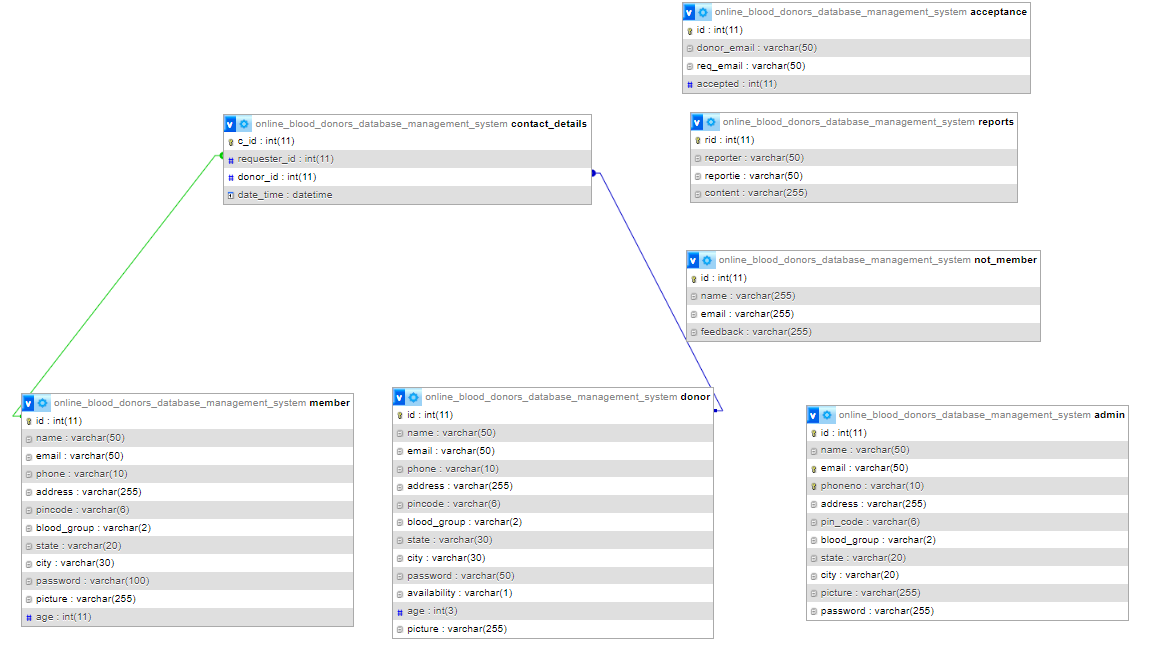 online_blood_donors_database_management_system acceptance
id : int(11)
donor_email : varchar(50)
req_email : varchar(50)
accepted : int(11)
online_blood_donors_database_management_system contact_details
c_id : int(11)
requester_id : int(11)
donor_id : int(11)
date_time : datetime
online_blood_donors_database_management_system reports
rid : int(11)
reporter : varchar(50)
reportie : varchar(50)
content : varchar(255)
online_blood_donors_database_management_system not_member
id : int(11)
name : varchar(255)
email : varchar(255)
feedback : varchar(255)
online_blood_donors_database_management_system member
id : int(11)
name : varchar(50)
email : varchar(50)
phone : varchar(10)
address : varchar(255)
pincode : varchar(6)
blood_group : varchar(2)
state : varchar(20)
city : varchar(30)
password : varchar(100)
picture : varchar(255)
age : int(11)
online_blood_donors_database_management_system donor
id : int(11)
name : varchar(50)
email : varchar(50)
phone : varchar(10)
address : varchar(255)
pincode : varchar(6)
blood_group : varchar(2)
state : varchar(30)
city : varchar(30)
password : varchar(50)
availability : varchar(1)
age : int(3)
picture : varchar(255)
online_blood_donors_database_management_system admin
id : int(11)
name : varchar(50)
email : varchar(50)
phoneno : varchar(10)
address : varchar(255)
pin_code : varchar(6)
blood_group : varchar(2)
state : varchar(20)
city : varchar(20)
picture : varchar(255)
password : varchar(255)